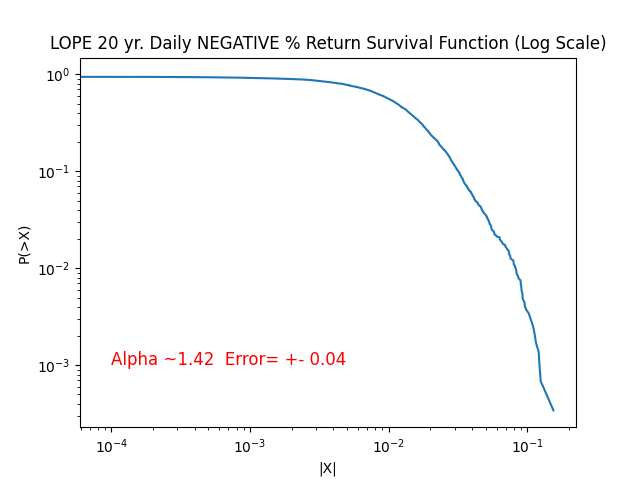 LOPE 20 yr. Daily NEGATIVE % Return Survival Function (Log Scale)
10⁰
10⁻¹
P(>X)
10⁻²
10⁻³
Alpha ~1.42  Error= +- 0.04
10⁻⁴ 10⁻³ 10⁻² 10⁻¹
|X|